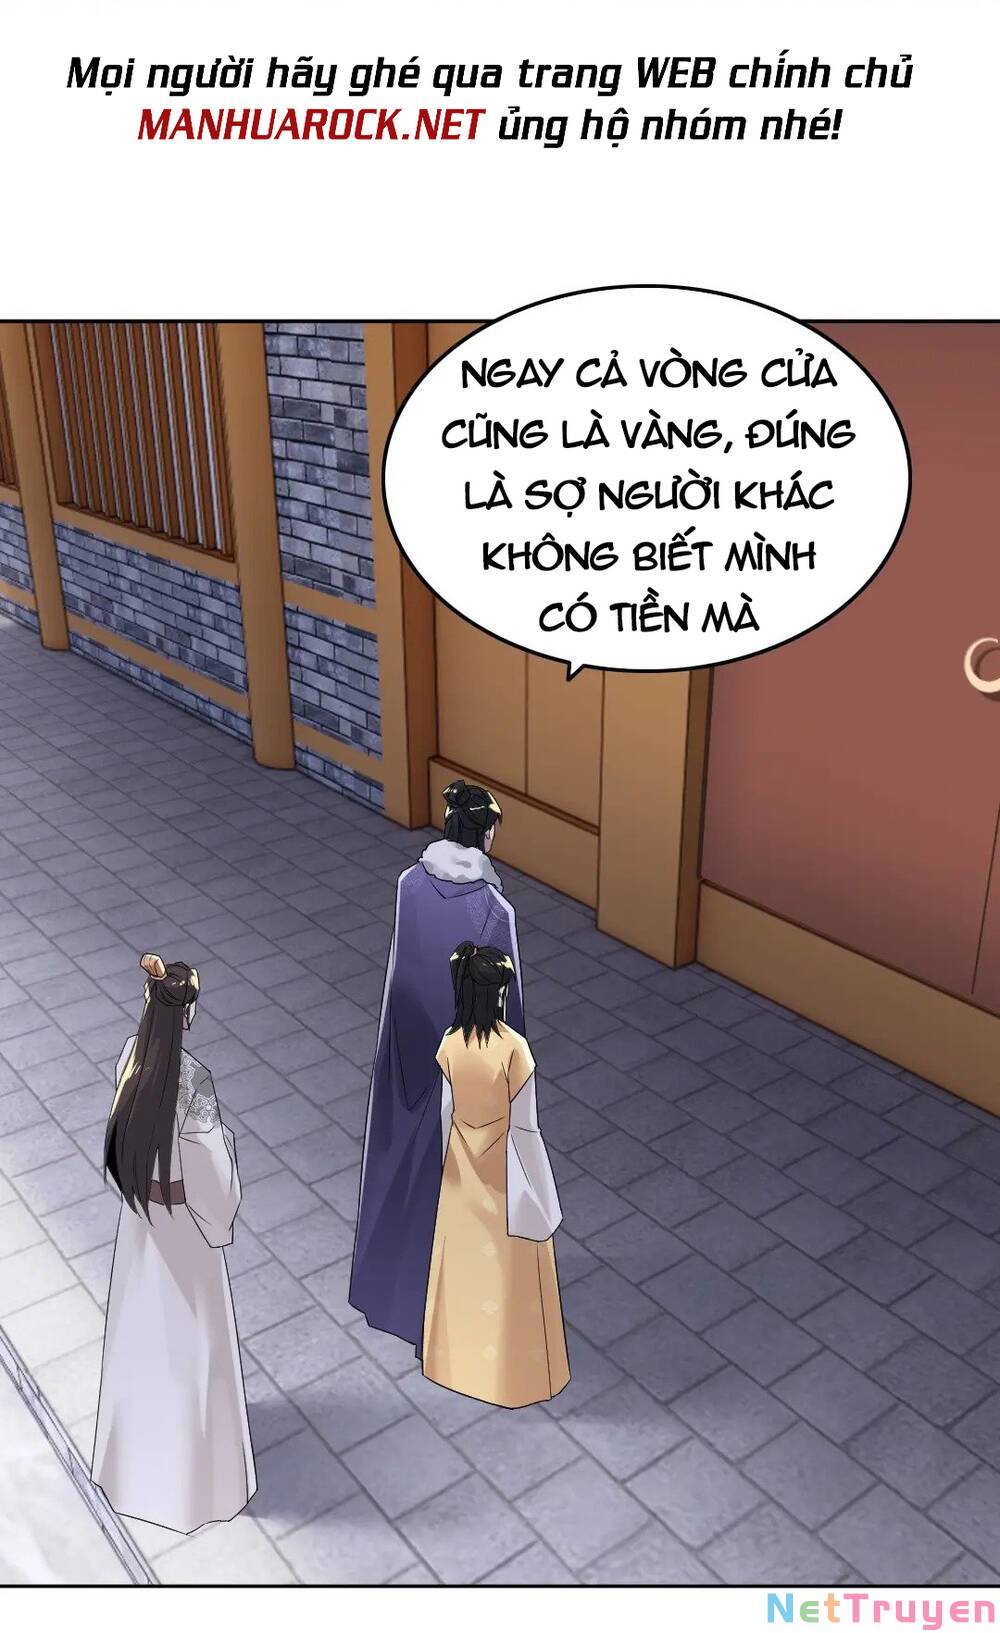 Mọi người hãy ghé qua trang WEB chính chủ
MANHUAROCK.NET ủng hộ nhóm nhé!
NGAY CẢ VÒNG CỬA
CŨNG LÀ VÀNG, ĐÚNG
LÀ SỢ NGƯỜI KHÁC
KHÔNG BIẾT MÌNH
CÓ TIỀN MÀ
NetTruyen